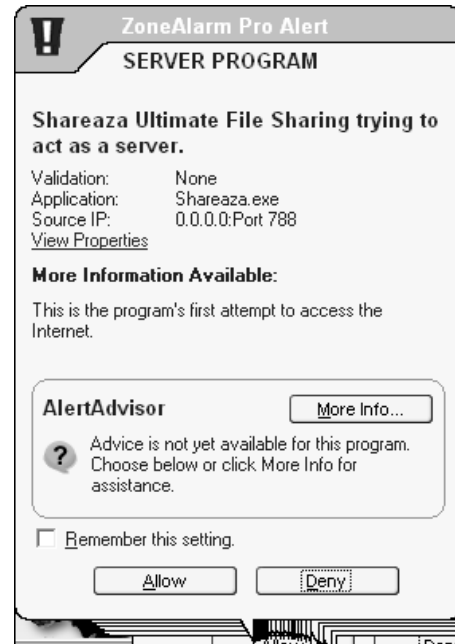 ZoneAlarm Pro Alert
SERVER PROGRAM
Shareaza Ultimate File Sharing trying to
act as a server.
Validation: None
Application: Shareaza.exe
Source IP: 0.0.0.0:Port 788
View Properties
More Information Available:
This is the program's first attempt to access the
Internet.
AlertAdvisor
More Info...
Advice is not yet available for this program.
Choose below or click More Info for
assistance.
Remember this setting.
Allow
Deny